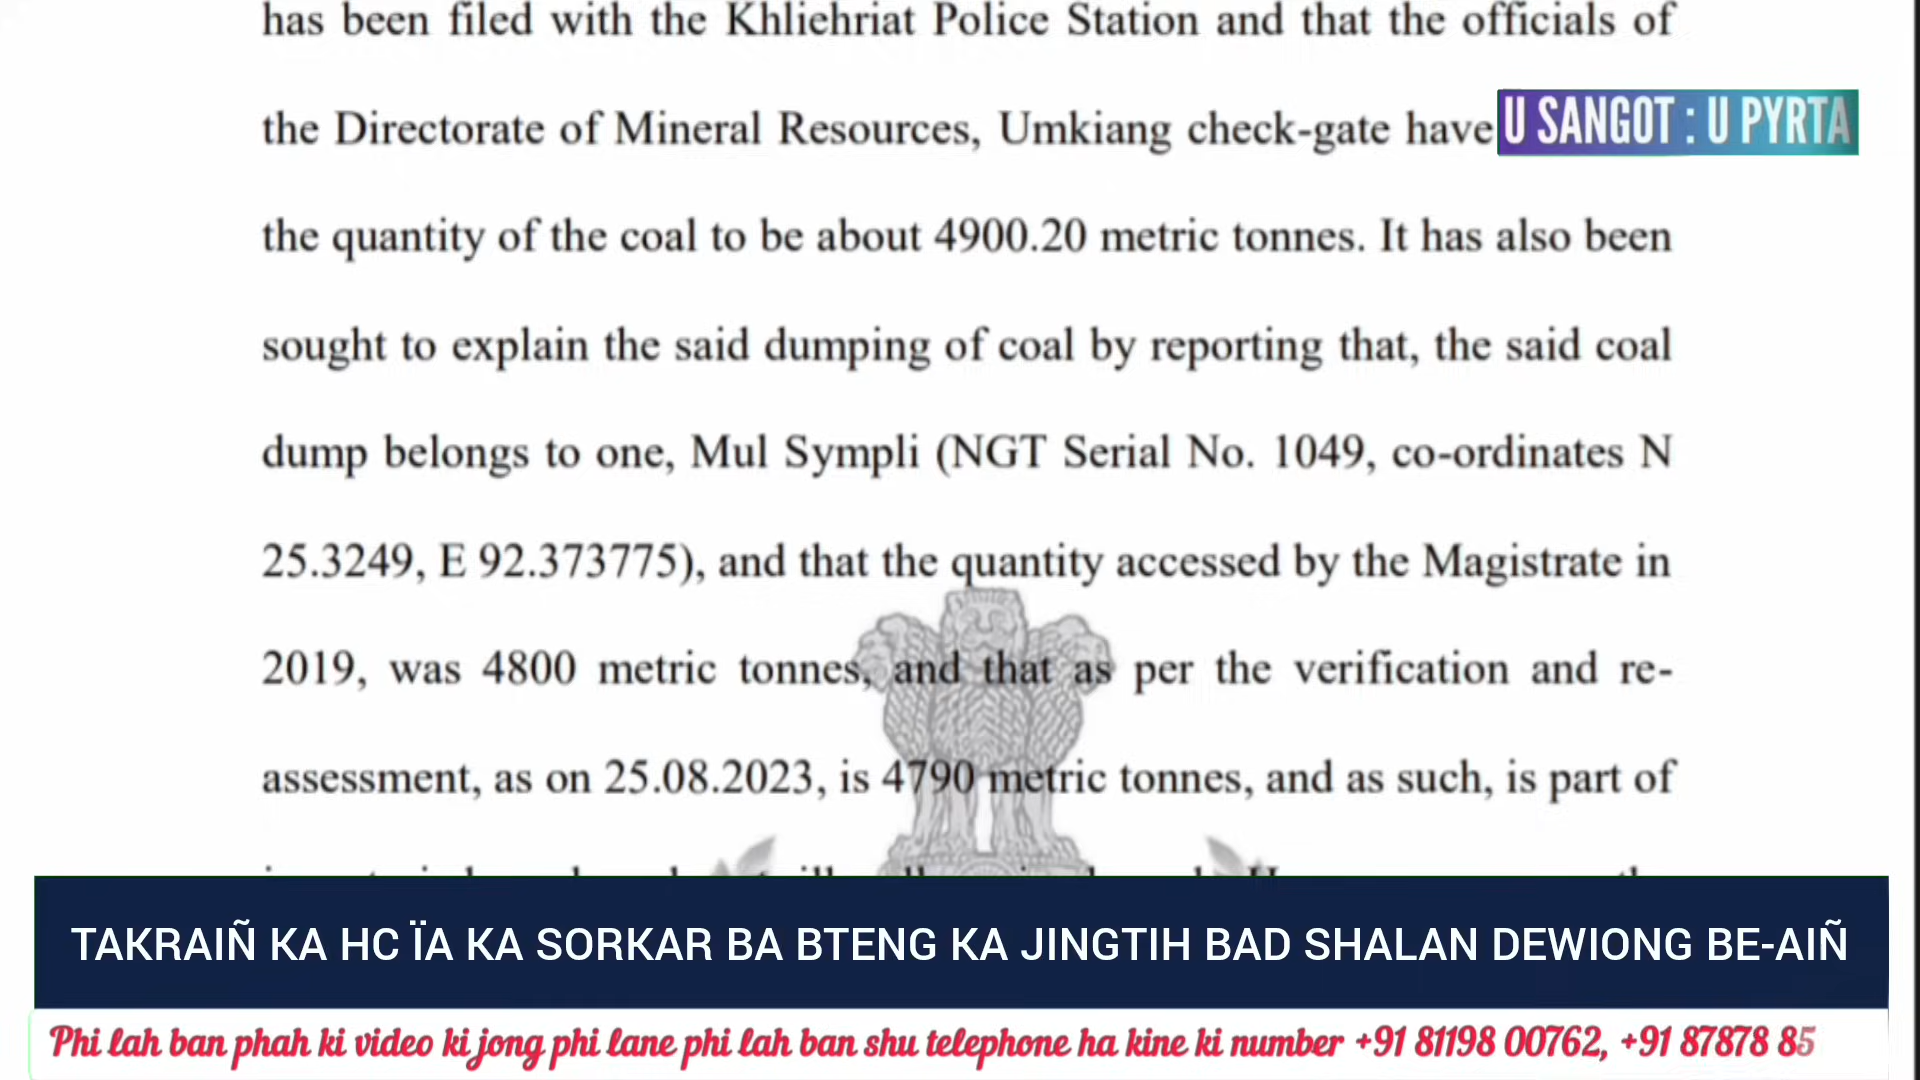 has been filed with the Khliehriat Police Station and that the officials of
the Directorate of Mineral Resources, Umkiang check-gate have
U SANGOT : U PYRTA
the quantity of the coal to be about 4900.20 metric tonnes. It has also been
sought to explain the said dumping of coal by reporting that, the said coal
dump belongs to one, Mul Sympli (NGT Serial No. 1049, co-ordinates N
25.3249, E 92.373775), and that the quantity accessed by the Magistrate in
2019, was 4800 metric tonnes, and that as per the verification and re-
assessment, as on 25.08.2023, is 4790 metric tonnes, and as such, is part of
TAKRAIÑ KA HC ÏA KA SORKAR BA BTENG KA JINGTIH BAD SHALAN DEWIONG BE-AIÑ
Phi lah ban phah ki video ki jong phi lane phi lah ban shu telephone ha kine ki number +91 81198 00762, +91 87878 85